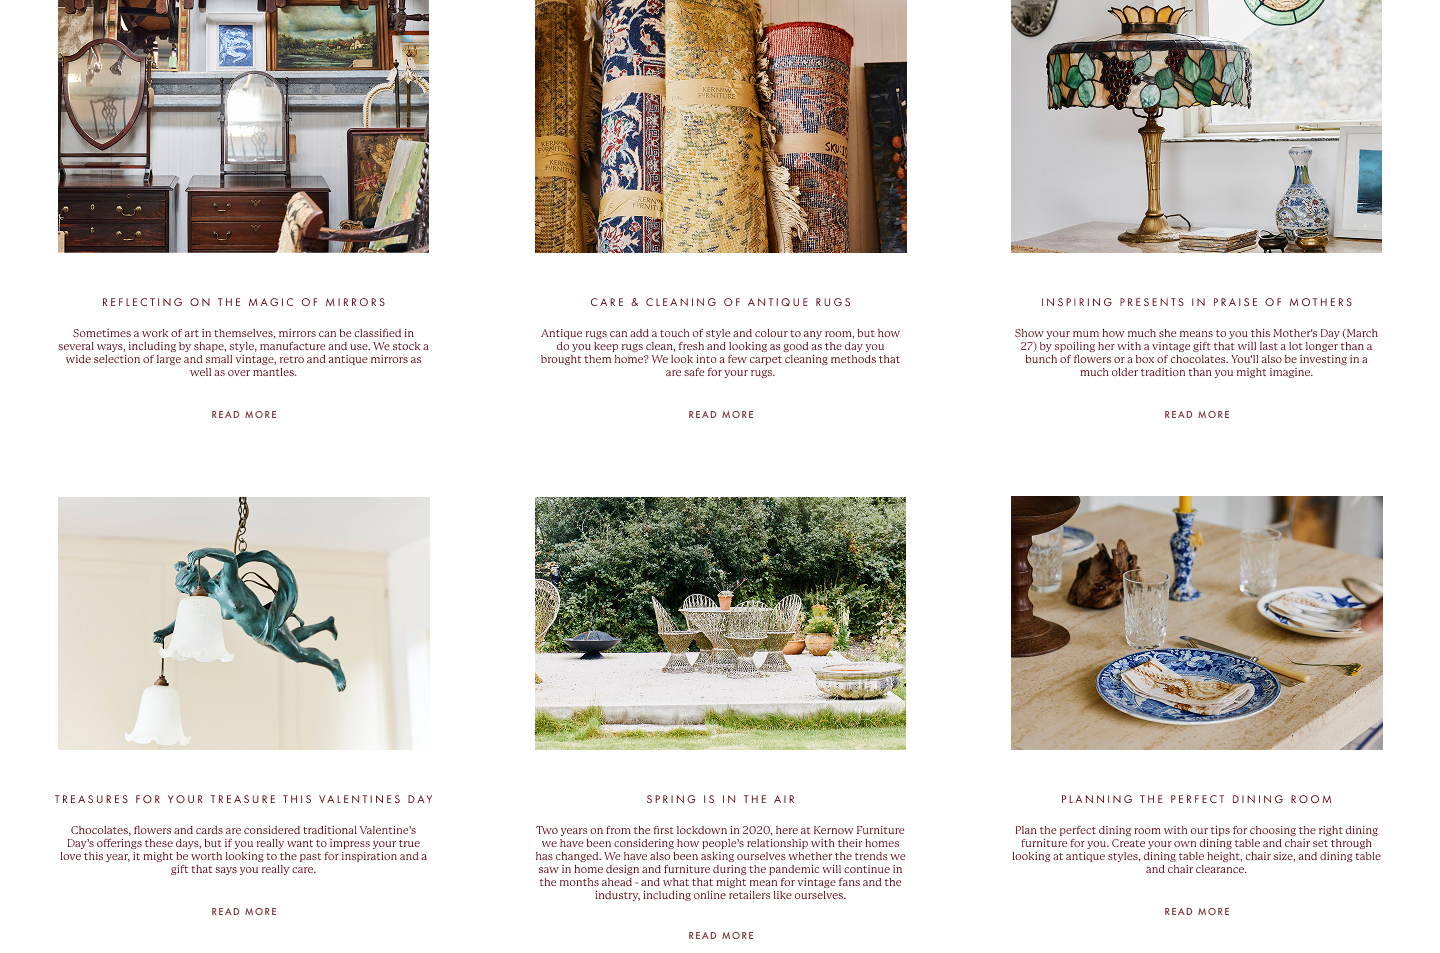 KERNOW
FURNITURE
KERNOW
FURNITURE
KERNOW
FURNITURE
KERNOW
FURNITURE
SKU:
REFLECTING ON THE MAGIC OF MIRRORS
Sometimes a work of art in themselves, mirrors can be classified in
several ways, including by shape, style, manufacture and use. We stock a
wide selection of large and small vintage, retro and antique mirrors as
well as over mantles.
READ MORE
CARE & CLEANING OF ANTIQUE RUGS
Antique rugs can add a touch of style and colour to any room, but how
do you keep rugs clean, fresh and looking as good as the day you
brought them home? We look into a few carpet cleaning methods that
are safe for your rugs.
READ MORE
INSPIRING PRESENTS IN PRAISE OF MOTHERS
Show your mum how much she means to you this Mother's Day (March
27) by spoiling her with a vintage gift that will last a lot longer than a
bunch of flowers or a box of chocolates. You'll also be investing in a
much older tradition than you might imagine.
READ MORE
TREASURES FOR YOUR TREASURE THIS VALENTINES DAY
Chocolates, flowers and cards are considered traditional Valentine's
Day's offerings these days, but if you really want to impress your true
love this year, it might be worth looking to the past for inspiration and a
gift that says you really care.
READ MORE
SPRING IS IN THE AIR
Two years on from the first lockdown in 2020, here at Kernow Furniture
we have been considering how people's relationship with their homes
has changed. We have also been asking ourselves whether the trends we
saw in home design and furniture during the pandemic will continue in
the months ahead - and what that might mean for vintage fans and the
industry, including online retailers like ourselves.
READ MORE
PLANNING THE PERFECT DINING ROOM
Plan the perfect dining room with our tips for choosing the right dining
furniture for you. Create your own dining table and chair set through
looking at antique styles, dining table height, chair size, and dining table
and chair clearance.
READ MORE